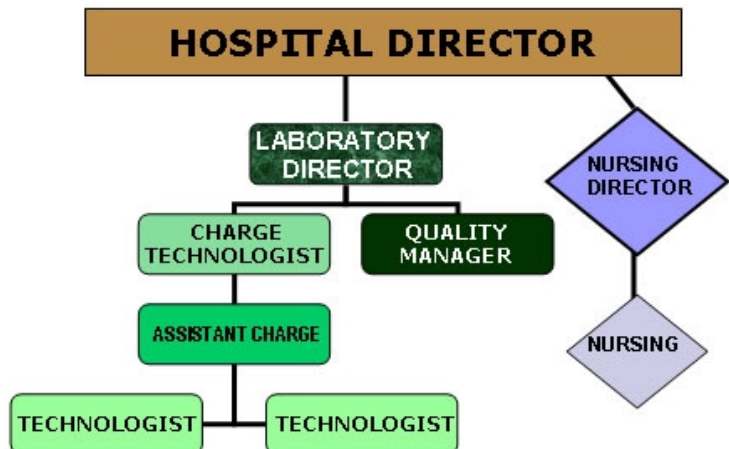 HOSPITAL DIRECTOR
LABORATORY
DIRECTOR
NURSING
DIRECTOR
CHARGE
TECHNOLOGIST
QUALITY
MANAGER
ASSISTANT CHARGE
NURSING
TECHNOLOGIST
TECHNOLOGIST